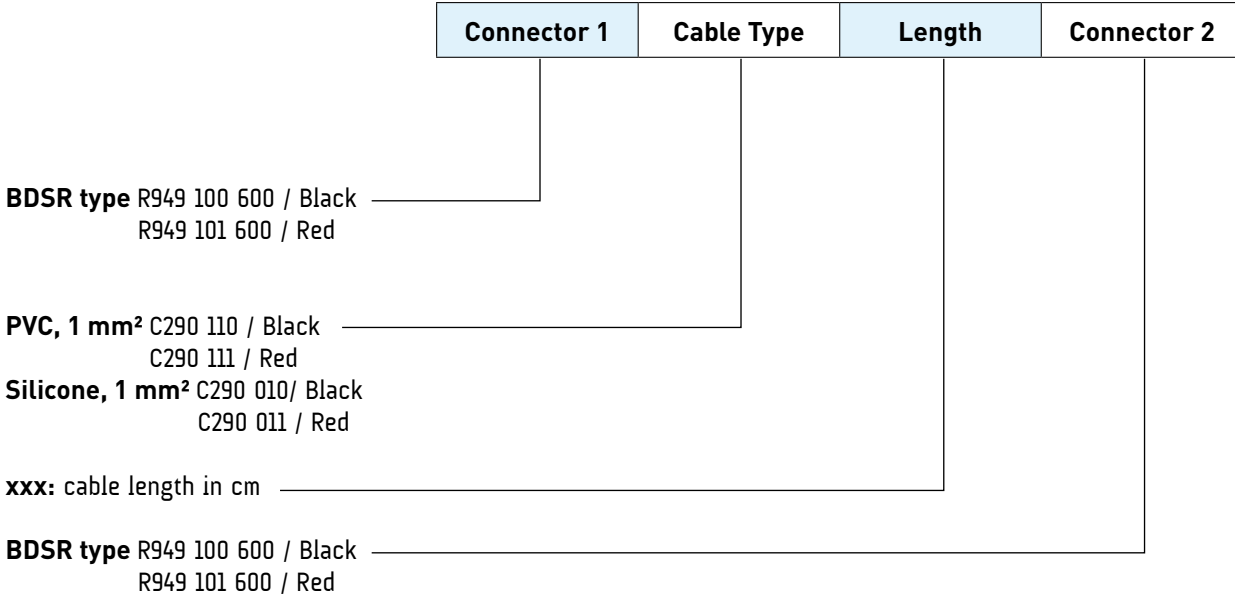 Connector 1 Cable Type Length Connector 2
BDSR type R949 100 600 / Black
R949 101 600 / Red
PVC, 1 mm² C290 110 / Black
C290 111 / Red
Silicone, 1 mm² C290 010/ Black
C290 011 / Red
xxx: cable length in cm
BDSR type R949 100 600 / Black
R949 101 600 / Red